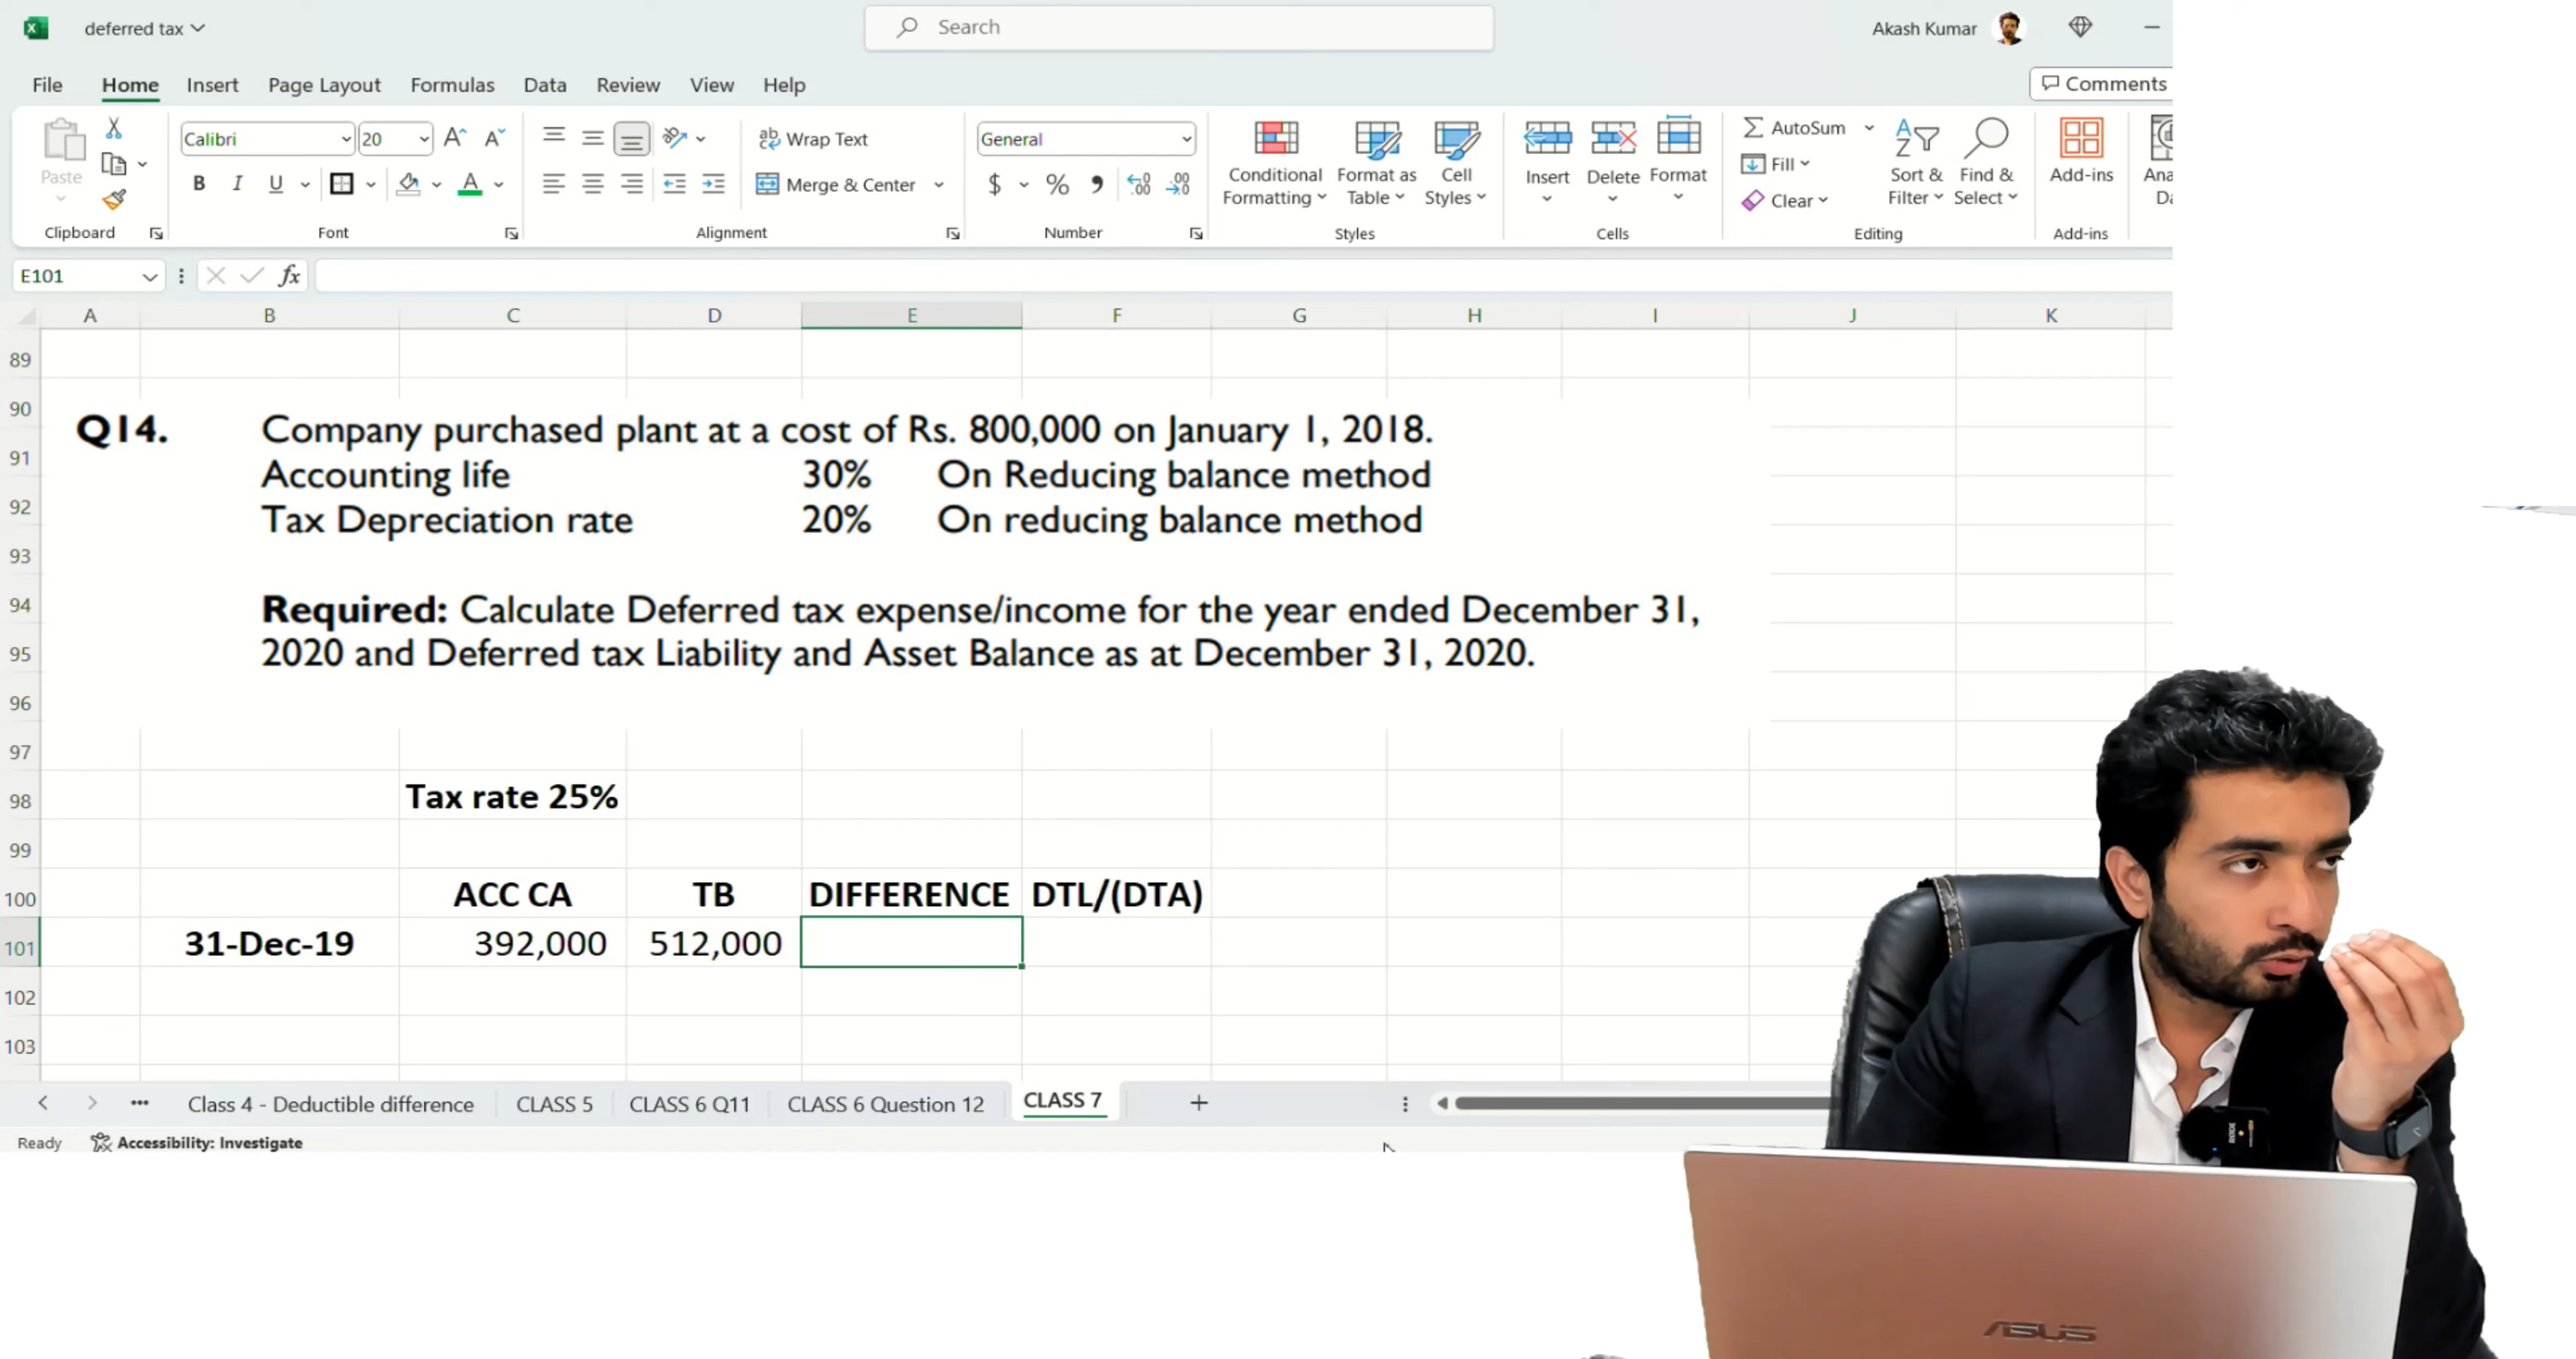 deferred tax
Search
Akash Kumar
File Home Insert Page Layout Formulas Data Review View Help
Comments
Paste
Clipboard
Calibri 20
B I U
Font
Wrap Text
Merge & Center
Alignment
General
$ % ,
Number
Conditional Formatting
Format as Table
Cell Styles
Styles
Insert Delete Format
Cells
AutoSum
Fill
Clear
Sort & Filter
Find & Select
Editing
Add-ins
Add-ins
E101
fx
A B C D E F G H I J K
89
90
91
92
93
94
95
96
97
98
99
100
101
102
103
Q14. Company purchased plant at a cost of Rs. 800,000 on January 1, 2018.
Accounting life 30% On Reducing balance method
Tax Depreciation rate 20% On reducing balance method
Required: Calculate Deferred tax expense/income for the year ended December 31,
2020 and Deferred tax Liability and Asset Balance as at December 31, 2020.
Tax rate 25%
ACC CA TB DIFFERENCE DTL/(DTA)
31-Dec-19 392,000 512,000
Class 4 - Deductible difference CLASS 5 CLASS 6 Q11 CLASS 6 Question 12 CLASS 7
Ready Accessibility: Investigate
RODE
ASUS